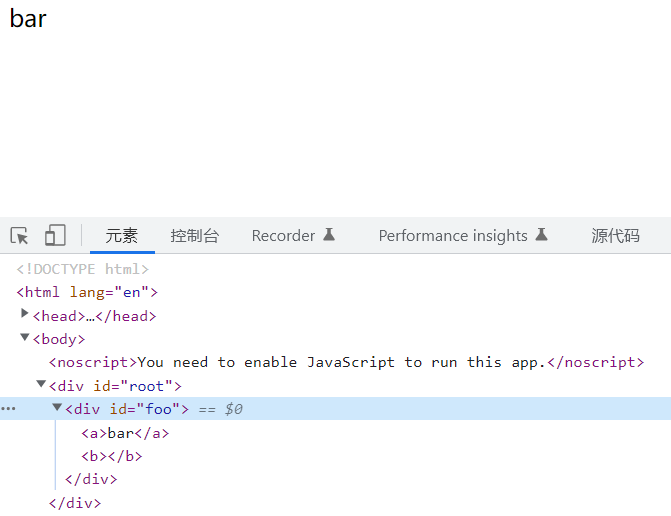 bar
元素 控制台 Recorder Performance insights 源代码
<!DOCTYPE html>
<html lang="en">
<head>…</head>
<body>
<noscript>You need to enable JavaScript to run this app.</noscript>
<div id="root">
<div id="foo"> == $0
<a>bar</a>
<b></b>
</div>
</div>